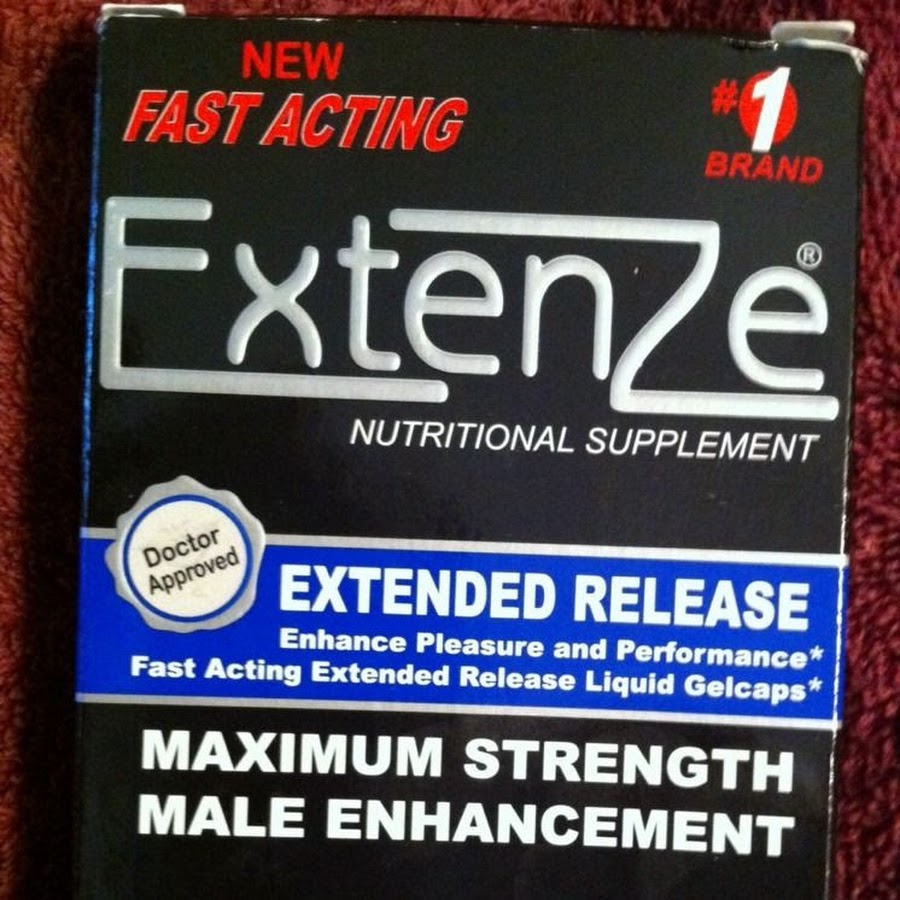 NEW
FAST ACTING
#1
BRAND
ExtenZe®
NUTRITIONAL SUPPLEMENT
Doctor
Approved
EXTENDED RELEASE
Enhance Pleasure and Performance*
Fast Acting Extended Release Liquid Gelcaps*
MAXIMUM STRENGTH
MALE ENHANCEMENT